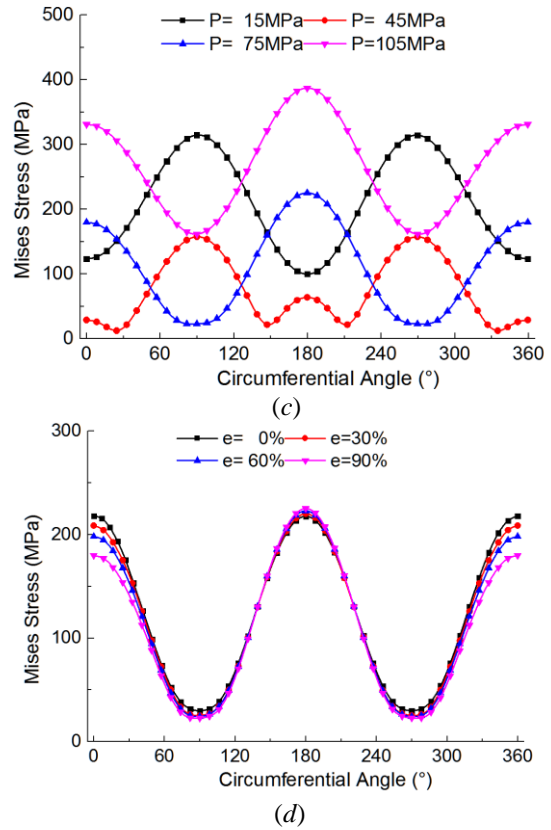 P= 15MPa P= 45MPa
P= 75MPa P=105MPa
500
400
300
200
100
0
Mises Stress (MPa)
0 60 120 180 240 300 360
Circumferential Angle (°)
(c)
e= 0% e=30%
e= 60% e=90%
300
200
100
0
Mises Stress (MPa)
0 60 120 180 240 300 360
Circumferential Angle (°)
(d)